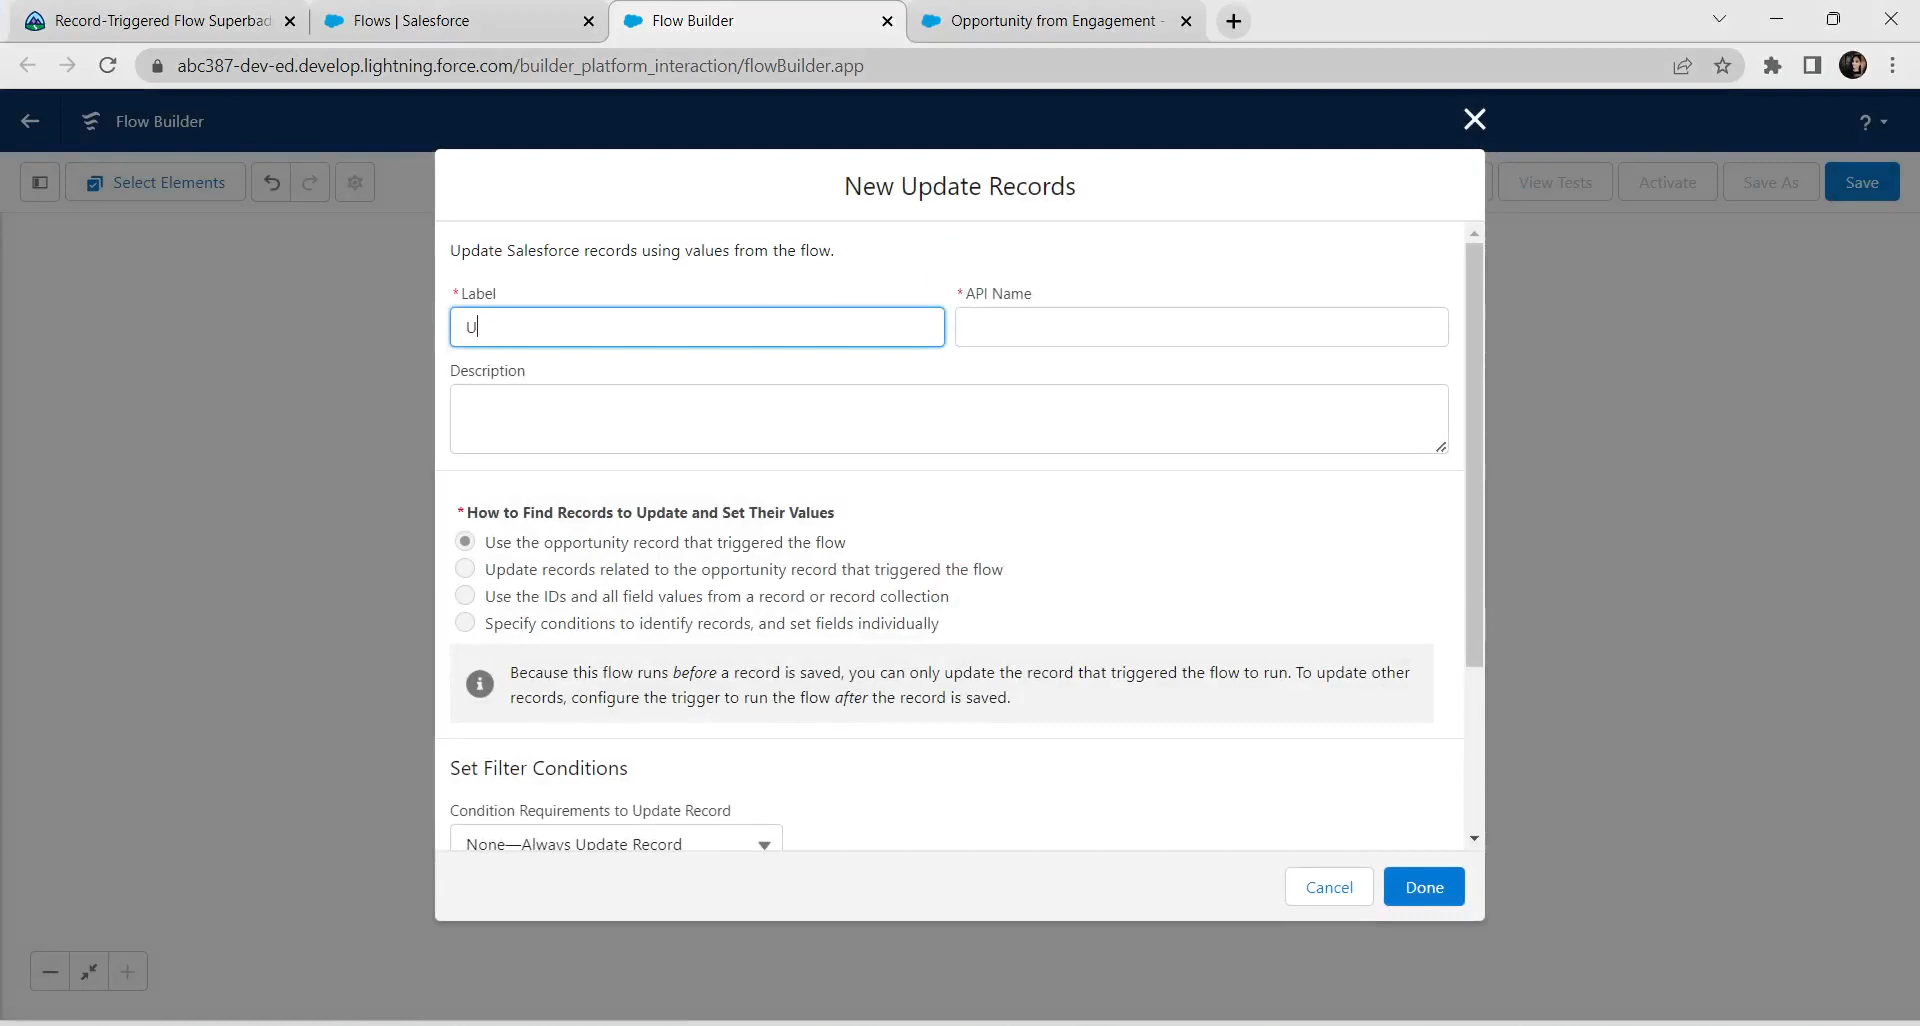 Record-Triggered Flow Superbad
Flows | Salesforce
Flow Builder
Opportunity from Engagement -
abc387-dev-ed.develop.lightning.force.com/builder_platform_interaction/flowBuilder.app
Flow Builder
?
Select Elements
View Tests
Activate
Save As
Save
New Update Records
Update Salesforce records using values from the flow.
*Label
*API Name
U
Description
*How to Find Records to Update and Set Their Values
Use the opportunity record that triggered the flow
Update records related to the opportunity record that triggered the flow
Use the IDs and all field values from a record or record collection
Specify conditions to identify records, and set fields individually
Because this flow runs before a record is saved, you can only update the record that triggered the flow to run. To update other
records, configure the trigger to run the flow after the record is saved.
Set Filter Conditions
Condition Requirements to Update Record
None—Always Update Record
Cancel
Done